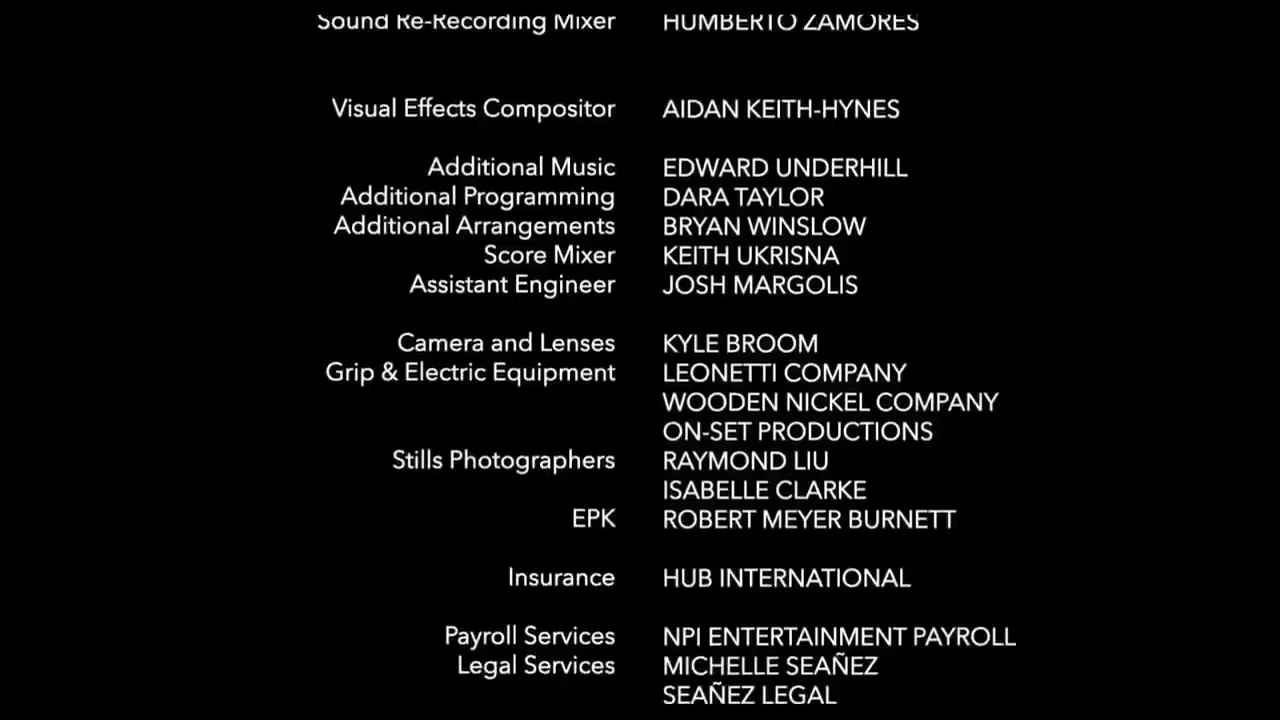 Sound Re-Recording Mixer HUMBERTO ZAMORES
Visual Effects Compositor AIDAN KEITH-HYNES
Additional Music EDWARD UNDERHILL
Additional Programming DARA TAYLOR
Additional Arrangements BRYAN WINSLOW
Score Mixer KEITH UKRISNA
Assistant Engineer JOSH MARGOLIS
Camera and Lenses KYLE BROOM
Grip & Electric Equipment LEONETTI COMPANY
WOODEN NICKEL COMPANY
ON-SET PRODUCTIONS
Stills Photographers RAYMOND LIU
ISABELLE CLARKE
EPK ROBERT MEYER BURNETT
Insurance HUB INTERNATIONAL
Payroll Services NPI ENTERTAINMENT PAYROLL
Legal Services MICHELLE SEAÑEZ
SEAÑEZ LEGAL